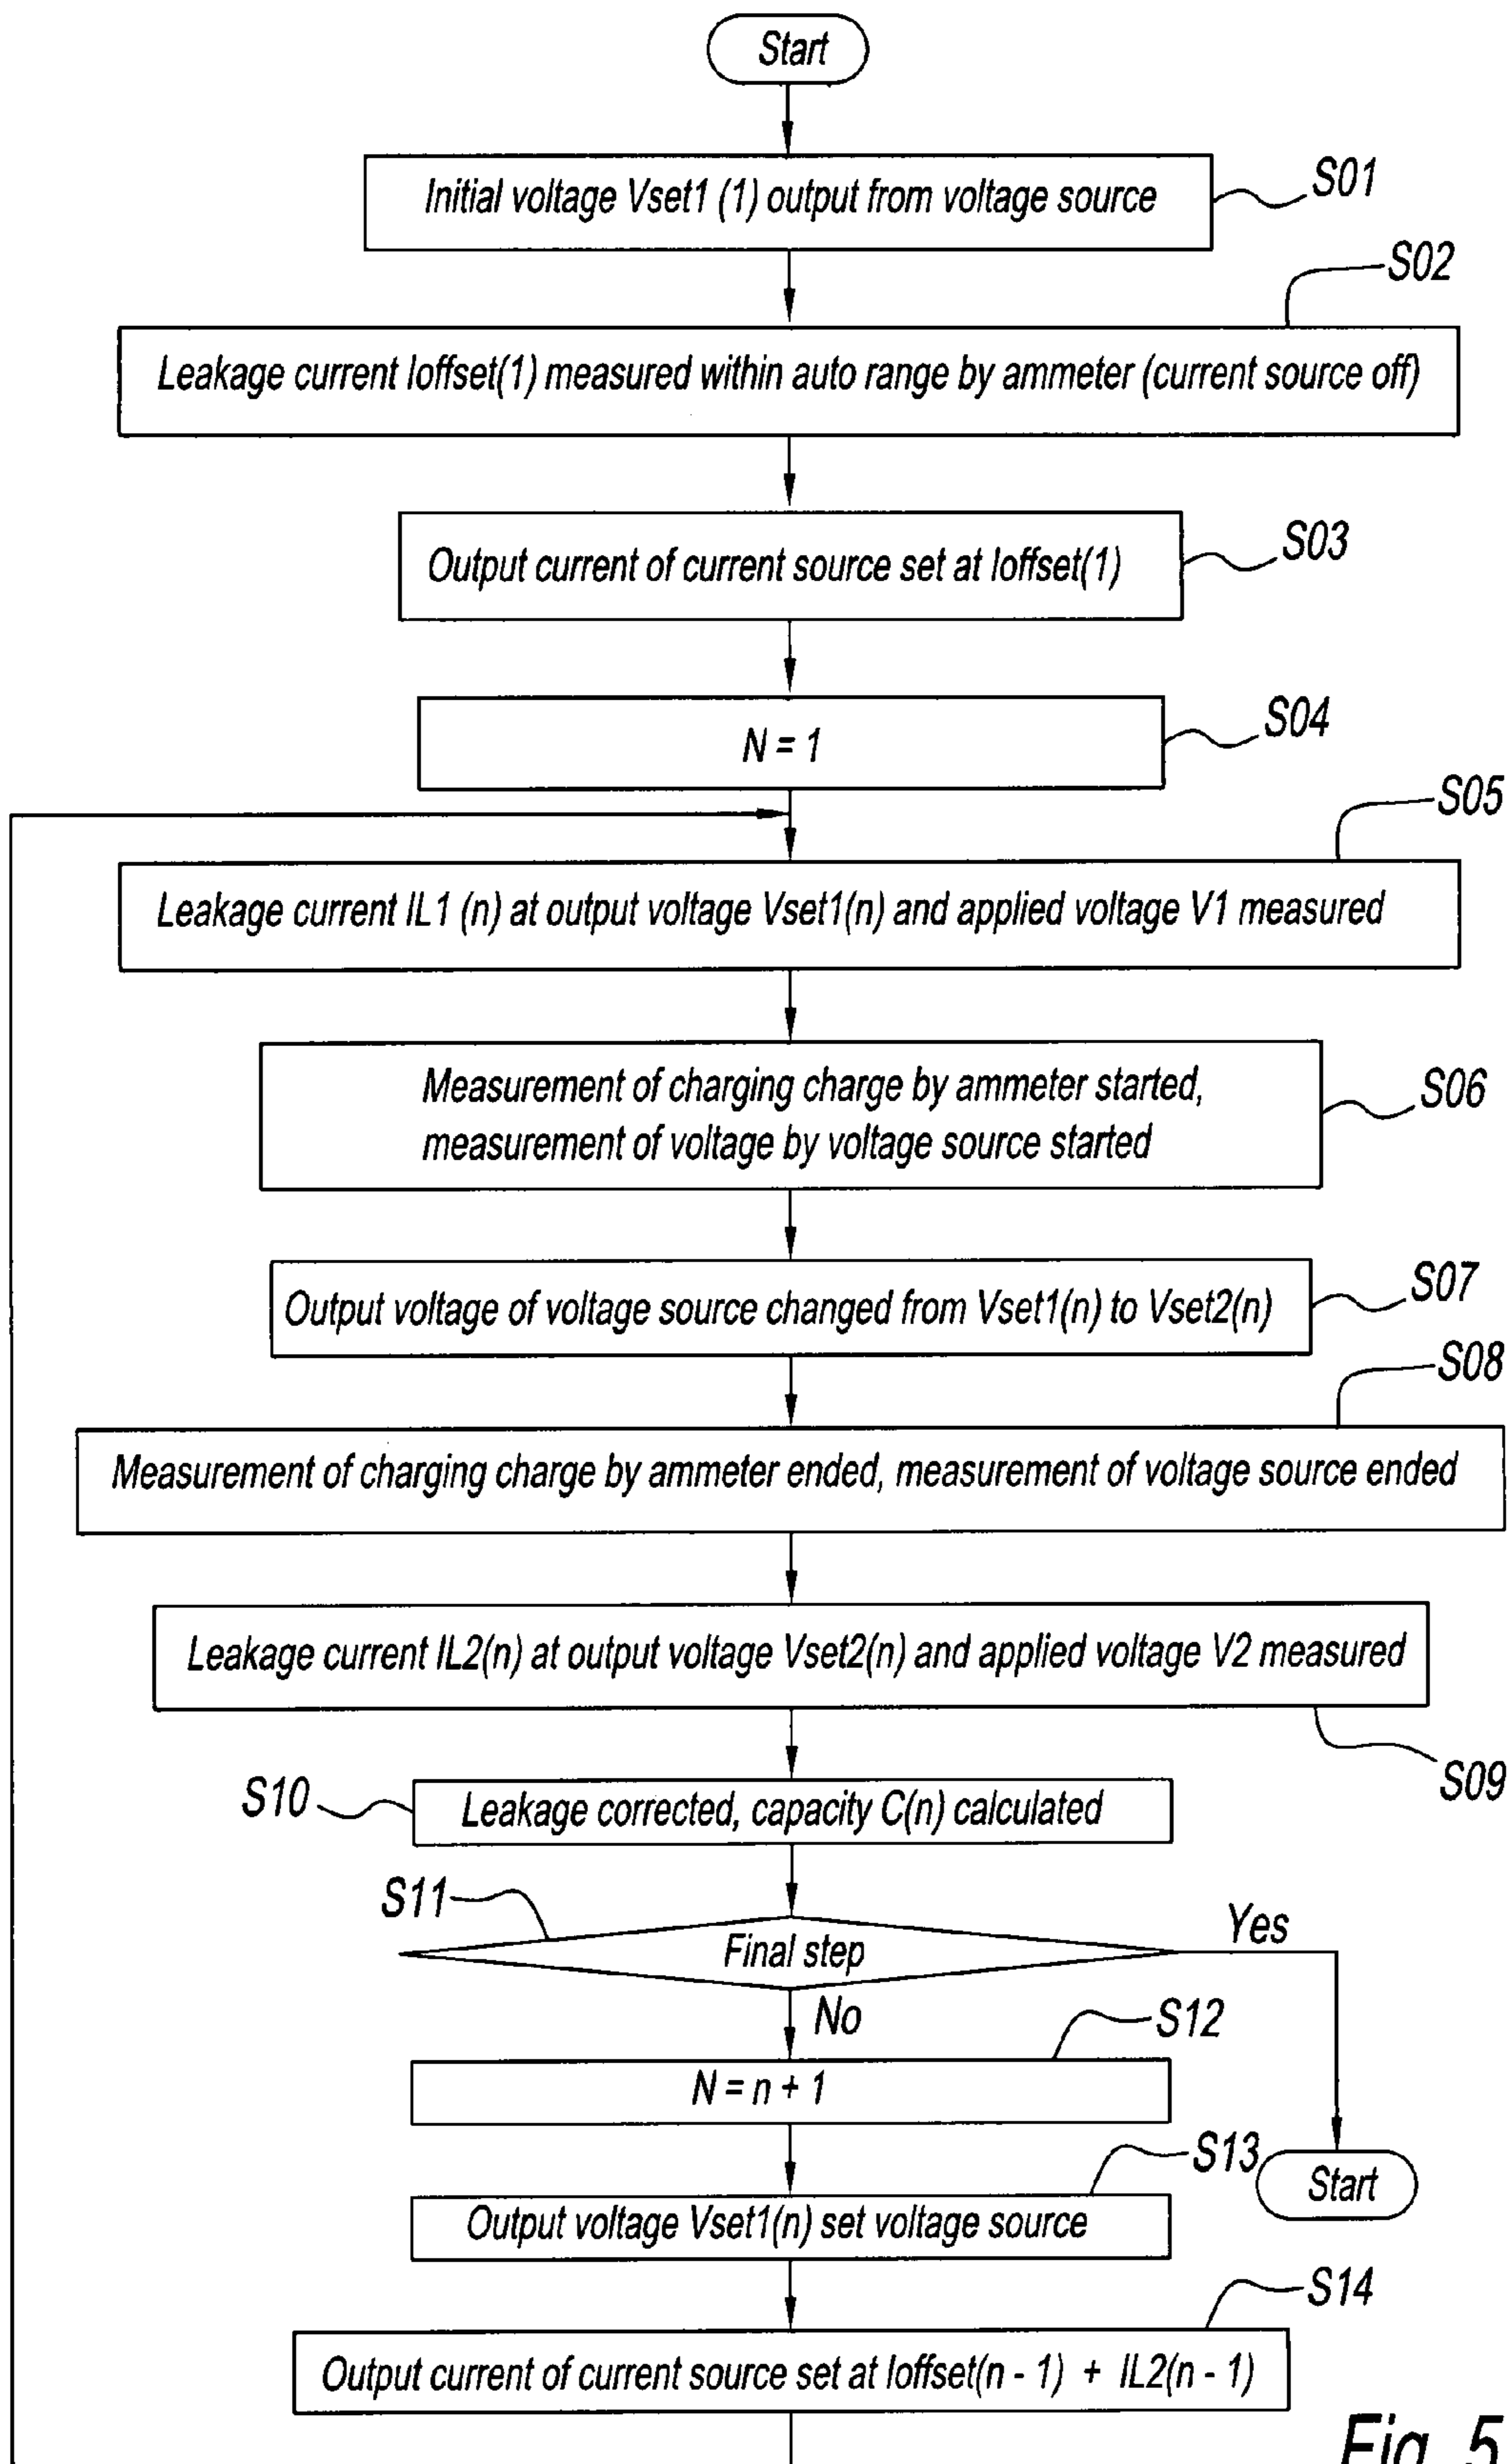 Start
Initial voltage Vset1 (1) output from voltage source
S01
S02
Leakage current Ioffset(1) measured within auto range by ammeter (current source off)
Output current of current source set at Ioffset(1)
S03
N = 1
S04
S05
Leakage current IL1 (n) at output voltage Vset1(n) and applied voltage V1 measured
Measurement of charging charge by ammeter started,
measurement of voltage by voltage source started
S06
Output voltage of voltage source changed from Vset1(n) to Vset2(n)
S07
S08
Measurement of charging charge by ammeter ended, measurement of voltage source ended
Leakage current IL2(n) at output voltage Vset2(n) and applied voltage V2 measured
S09
S10
Leakage corrected, capacity C(n) calculated
S11
Final step
Yes
No
S12
N = n + 1
S13
Start
Output voltage Vset1(n) set voltage source
S14
Output current of current source set at Ioffset(n - 1) + IL2(n - 1)
Fig. 5